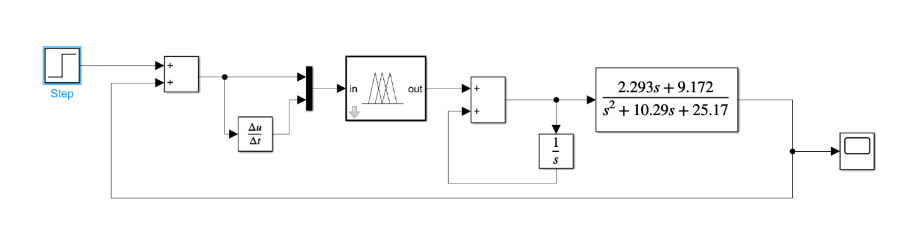 Step
+
+
Δu
Δt
in
out
+
+
1
s
2.293s + 9.172
s² + 10.29s + 25.17